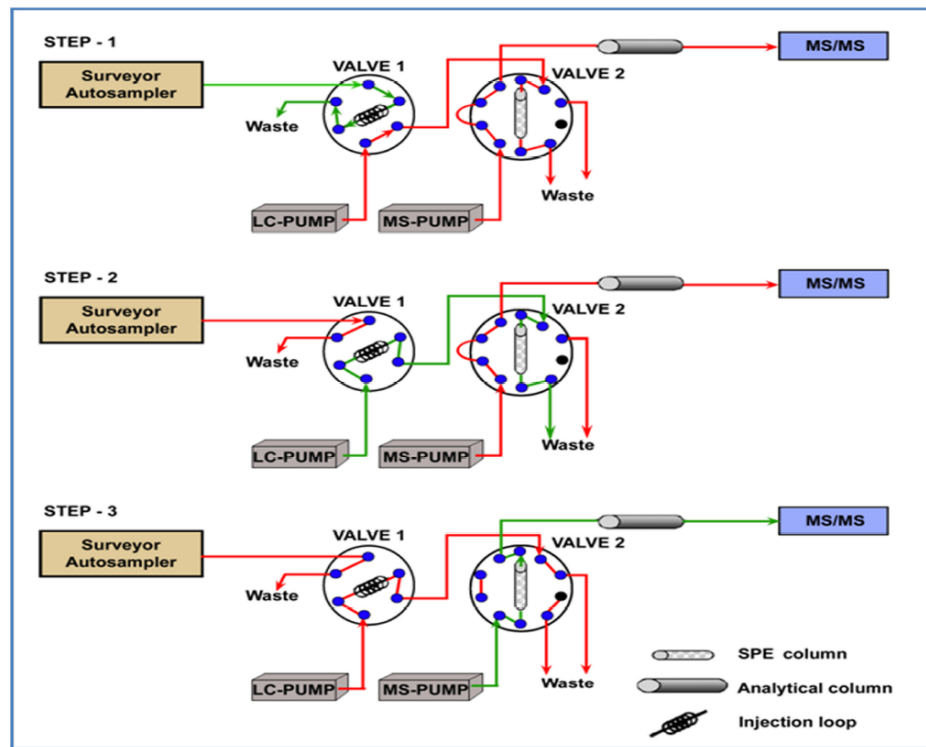 STEP - 1
Surveyor
Autosampler
VALVE 1
VALVE 2
MS/MS
Waste
Waste
LC-PUMP
MS-PUMP
STEP - 2
Surveyor
Autosampler
VALVE 1
VALVE 2
MS/MS
Waste
Waste
LC-PUMP
MS-PUMP
STEP - 3
Surveyor
Autosampler
VALVE 1
VALVE 2
MS/MS
Waste
Waste
LC-PUMP
MS-PUMP
SPE column
Analytical column
Injection loop